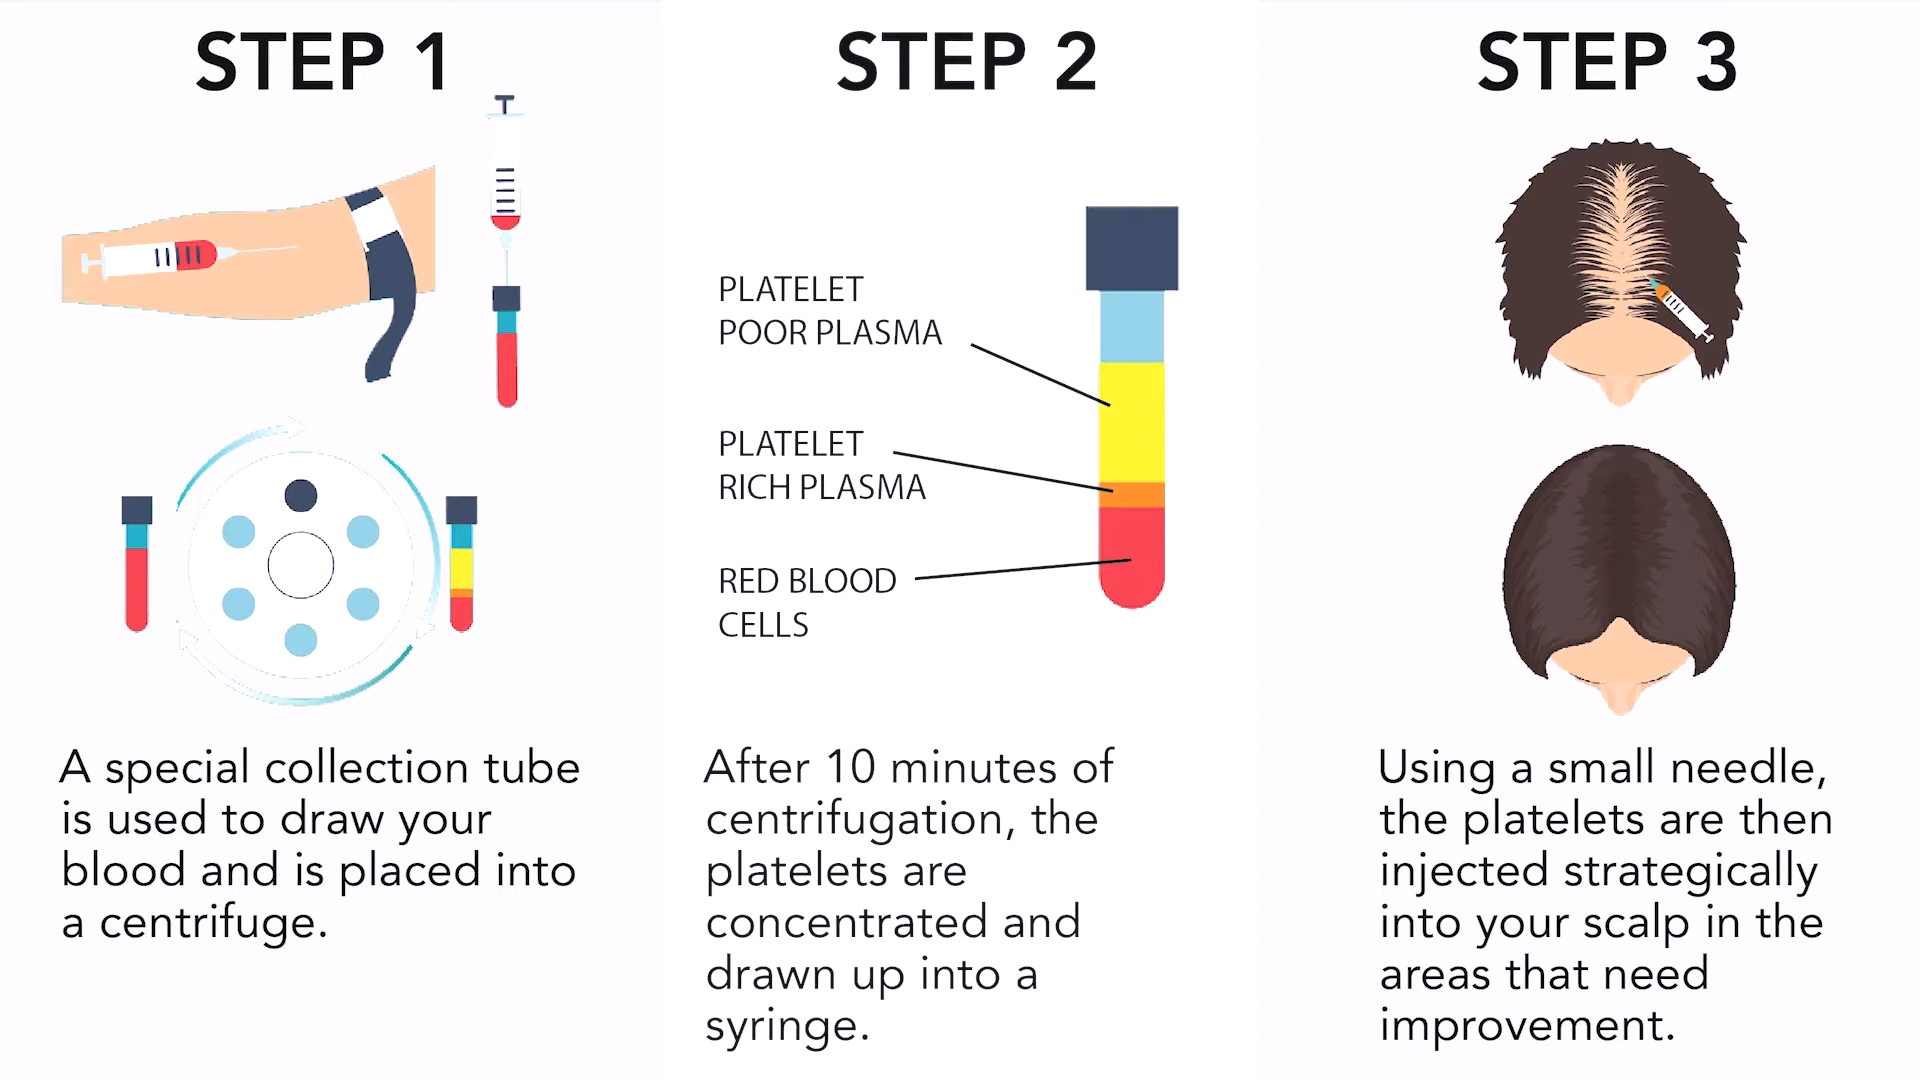 STEP 1
A special collection tube
is used to draw your
blood and is placed into
a centrifuge.
STEP 2
PLATELET
POOR PLASMA
PLATELET
RICH PLASMA
RED BLOOD
CELLS
After 10 minutes of
centrifugation, the
platelets are
concentrated and
drawn up into a
syringe.
STEP 3
Using a small needle,
the platelets are then
injected strategically
into your scalp in the
areas that need
improvement.